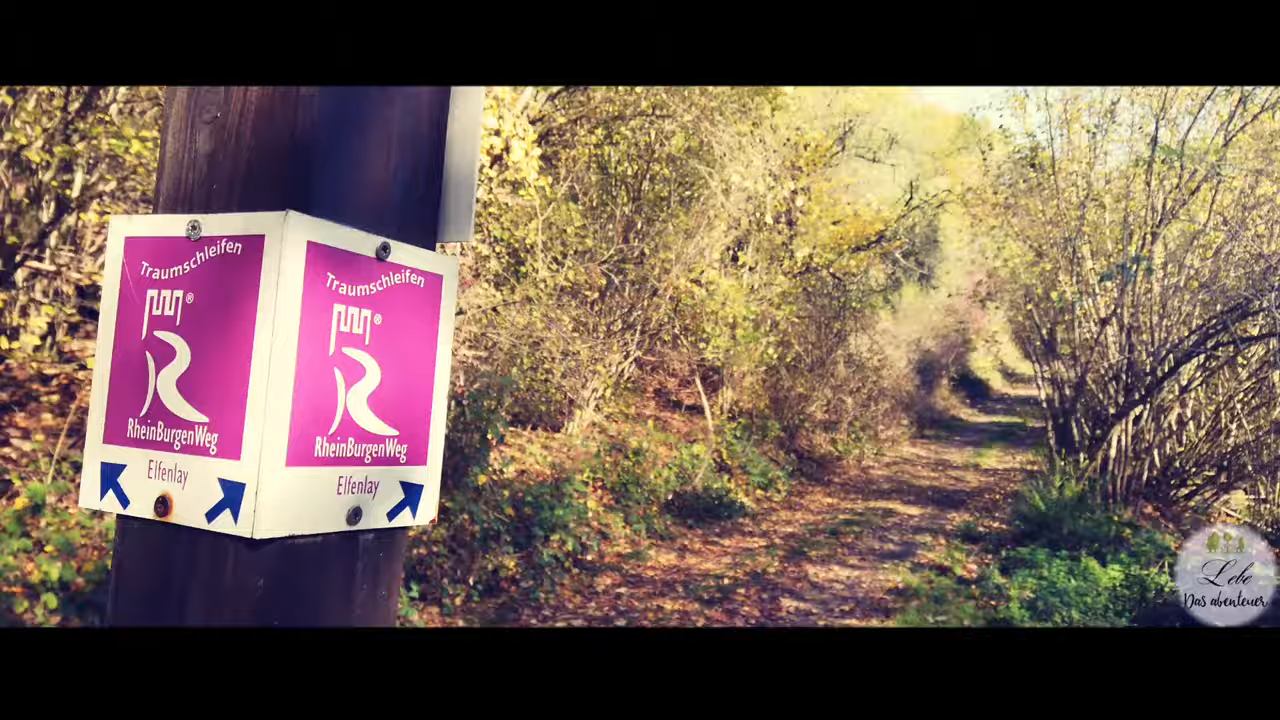 Traumschleifen
®
RheinBurgenWeg
Elfenlay
Traumschleifen
®
RheinBurgenWeg
Elfenlay
Lebe
Das abenteuer